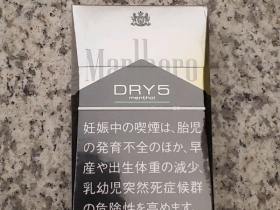 Marlboro
DRY5
menthol
妊娠中の喫煙は、胎児
の発育不全のほか、早
産や出生体重の減少、
乳幼児突然死症候群
の危険性を高めます。